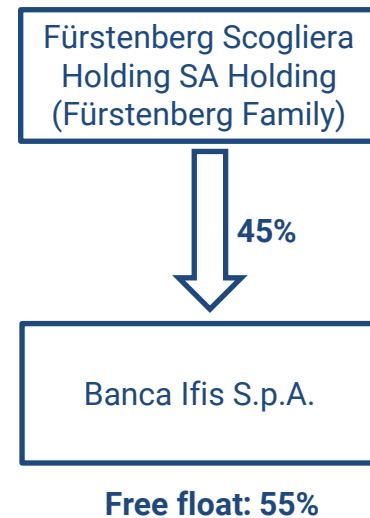 Fürstenberg Scogliera
Holding SA Holding
(Fürstenberg Family)
45%
Banca Ifis S.p.A.
Free float: 55%